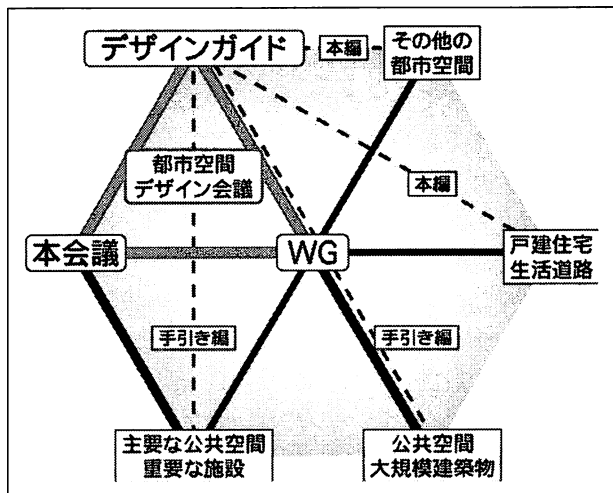 デザインガイド
本編
その他の
都市空間
都市空間
デザイン会議
本編
本会議
WG
戸建住宅
生活道路
手引き編
手引き編
主要な公共空間
重要な施設
公共空間
大規模建築物